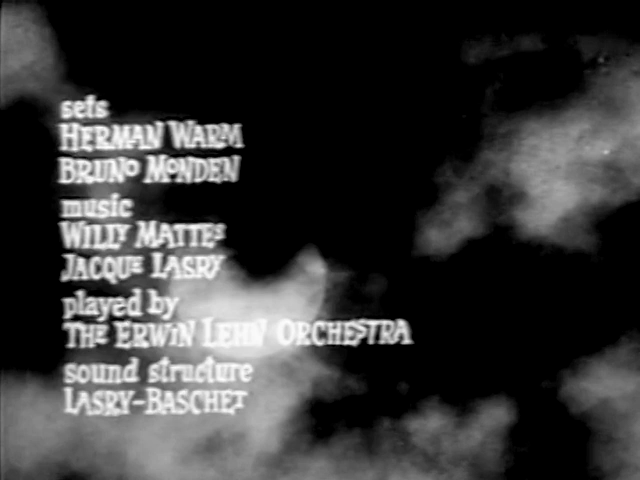 sets
HERMAN WARM
BRUNO MONDEN
music
WILLY MATTES
JACQUE LASRY
played by
THE ERWIN LEHN ORCHESTRA
sound structure
LASRY-BASCHET